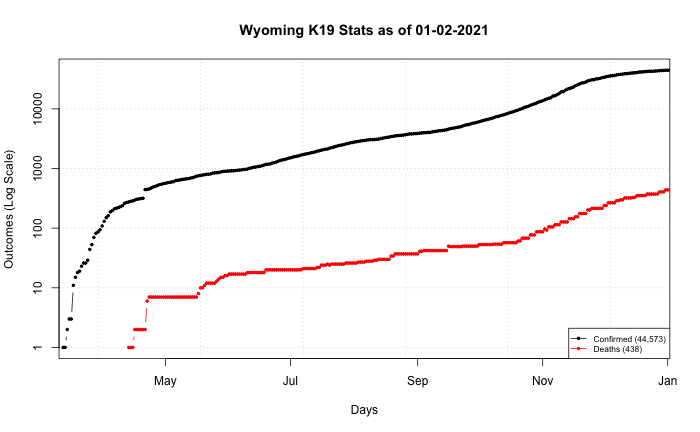 Wyoming K19 Stats as of 01-02-2021
Outcomes (Log Scale)
10000
1000
100
10
1
Confirmed (44,573)
Deaths (438)
May Jul Sep Nov Jan
Days